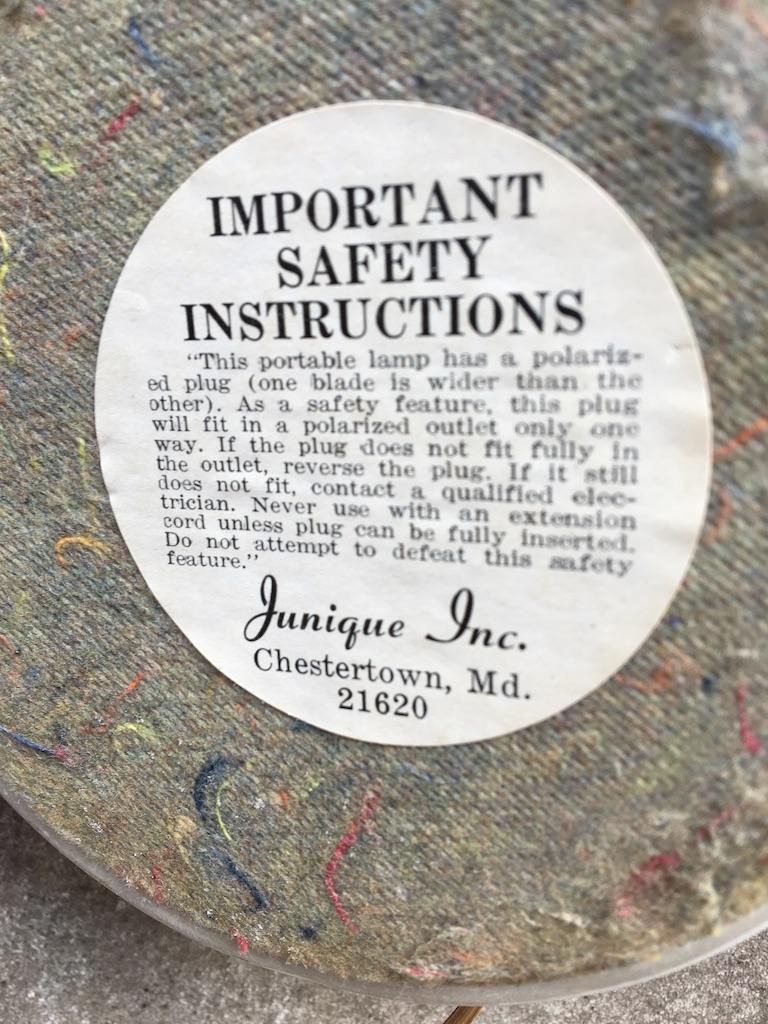 IMPORTANT
SAFETY
INSTRUCTIONS
“This portable lamp has a polariz-
ed plug (one blade is wider than the
other). As a safety feature, this plug
will fit in a polarized outlet only one
way. If the plug does not fit fully in
the outlet, reverse the plug. If it still
does not fit, contact a qualified elec-
trician. Never use with an extension
cord unless plug can be fully inserted.
Do not attempt to defeat this safety
feature.”
Junique Inc.
Chestertown, Md.
21620